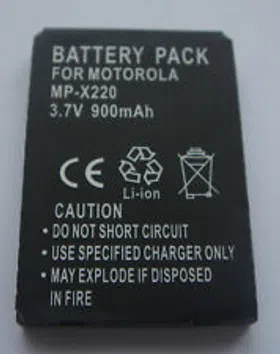 BATTERY PACK
FOR MOTOROLA
MP-X220
3.7V 900mAh
CE
Li-ion
CAUTION
• DO NOT SHORT CIRCUIT
• USE SPECIFIED CHARGER ONLY
• MAY EXPLODE IF DISPOSED
IN FIRE